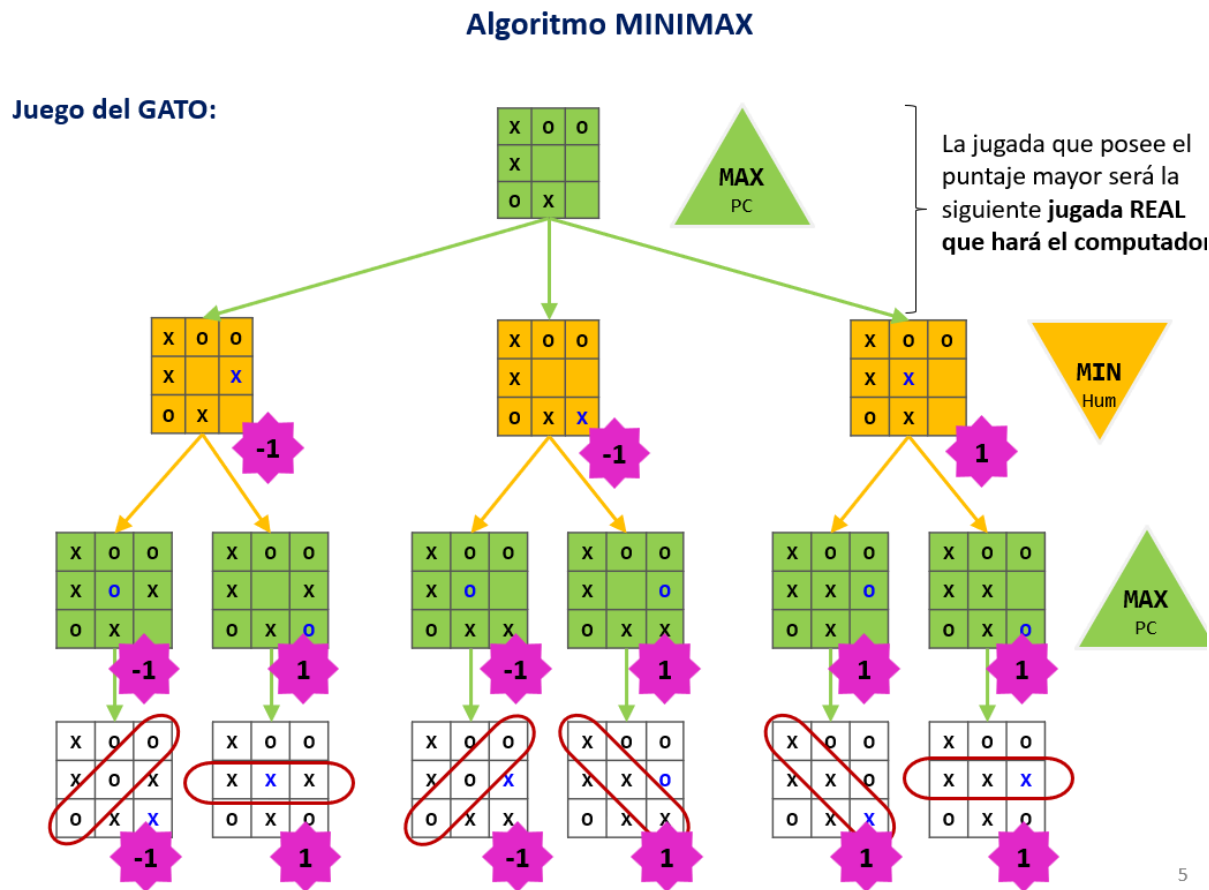 Algoritmo MINIMAX
Juego del GATO:
X O O
X
O X
MAX
PC
La jugada que posee el
puntaje mayor será la
siguiente jugada REAL
que hará el computador
X O O
X X
O X
-1
X O O
X
O X X
-1
X O O
X X
O X
1
MIN
Hum
X O O
X O X
O X
-1
X O O
X X
O X O
1
X O O
X O
O X X
-1
X O O
X O
O X X
1
X O O
X X O
O X
1
X O O
X X
O X O
1
MAX
PC
X O O
X O X
O X X
-1
X O O
X X X
O X O
1
X O O
X O X
O X X
-1
X O O
X X O
O X X
1
X O O
X X O
O X X
1
X O O
X X X
O X O
1
5